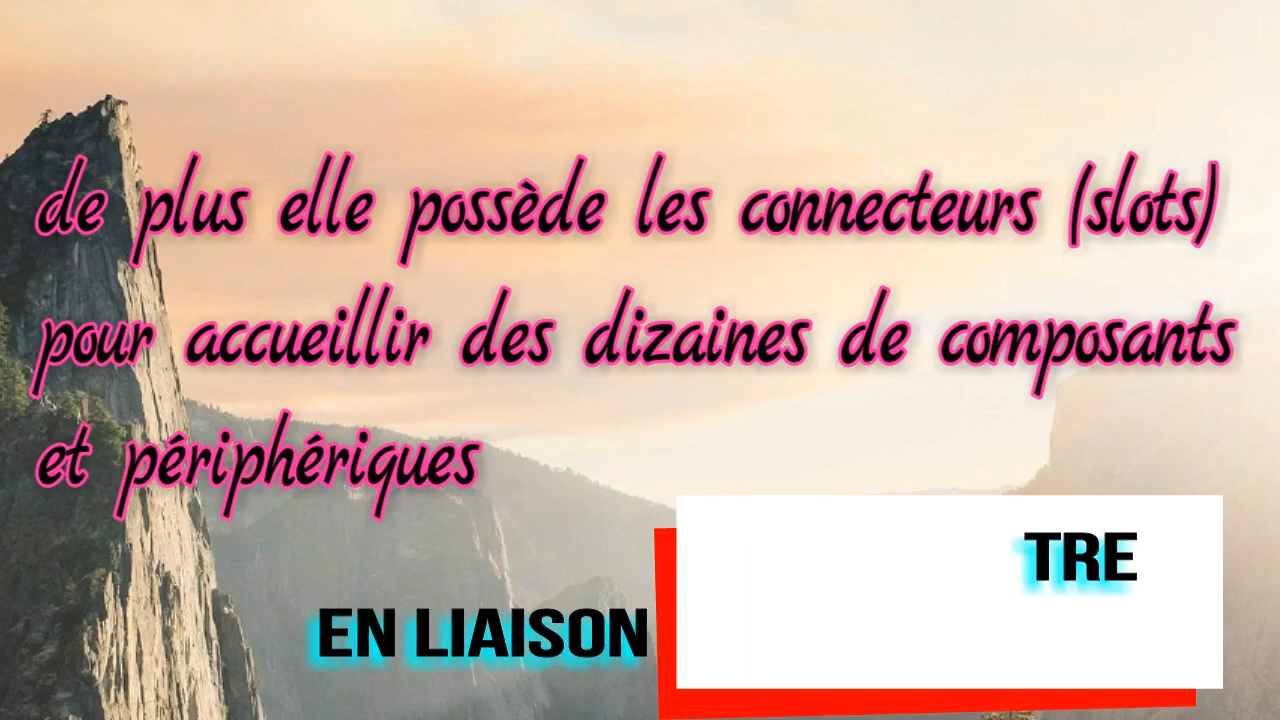 de plus elle possède les connecteurs (slots)
pour accueillir des dizaines de composants
et périphériques
TRE
EN LIAISON